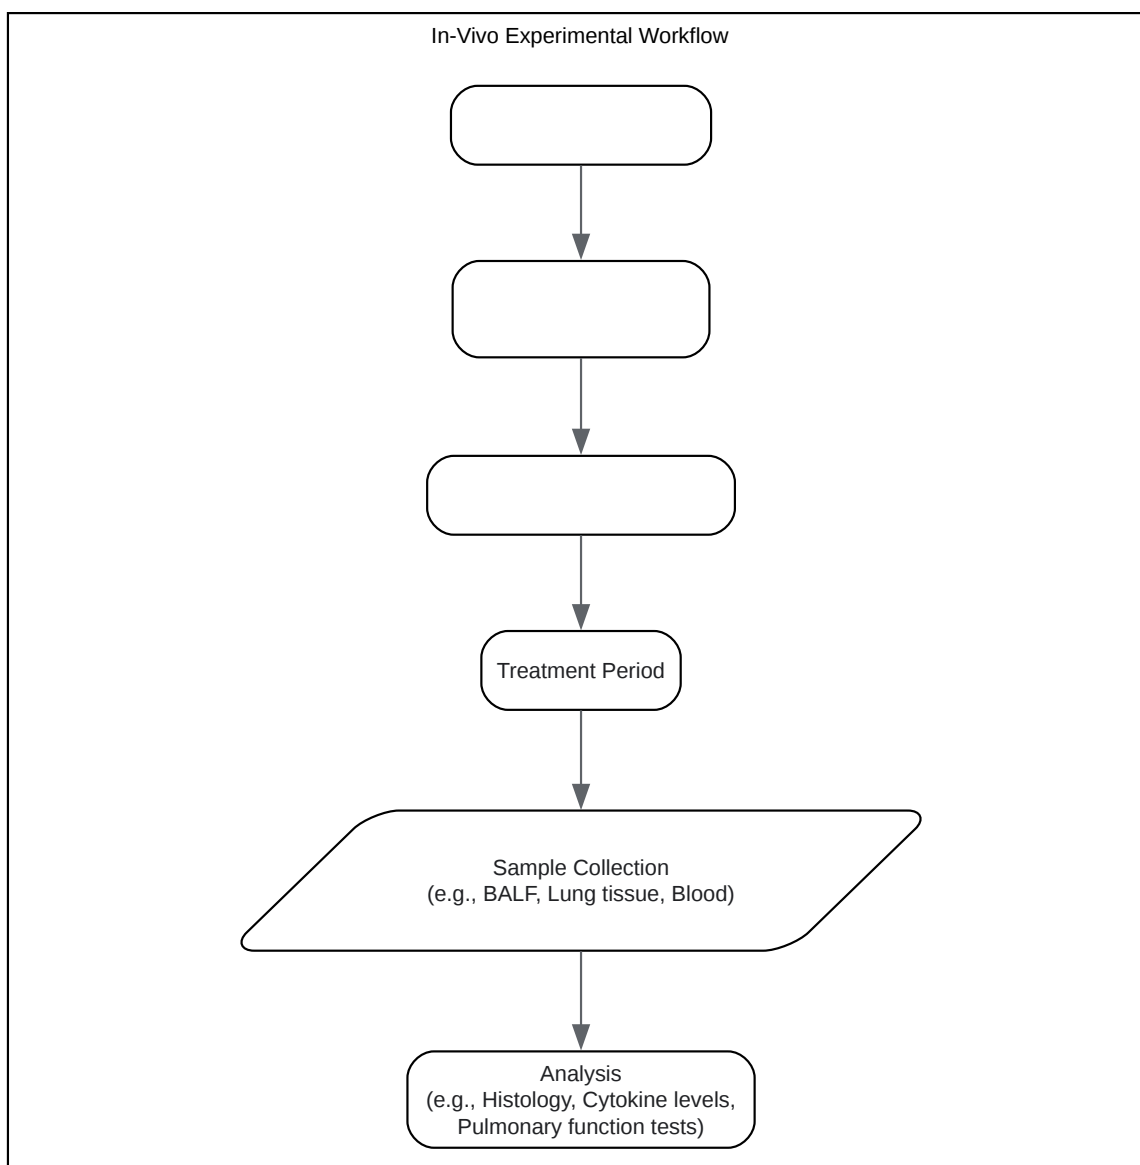 In-Vivo Experimental Workflow
Treatment Period
Sample Collection
(e.g., BALF, Lung tissue, Blood)
Analysis
(e.g., Histology, Cytokine levels,
Pulmonary function tests)